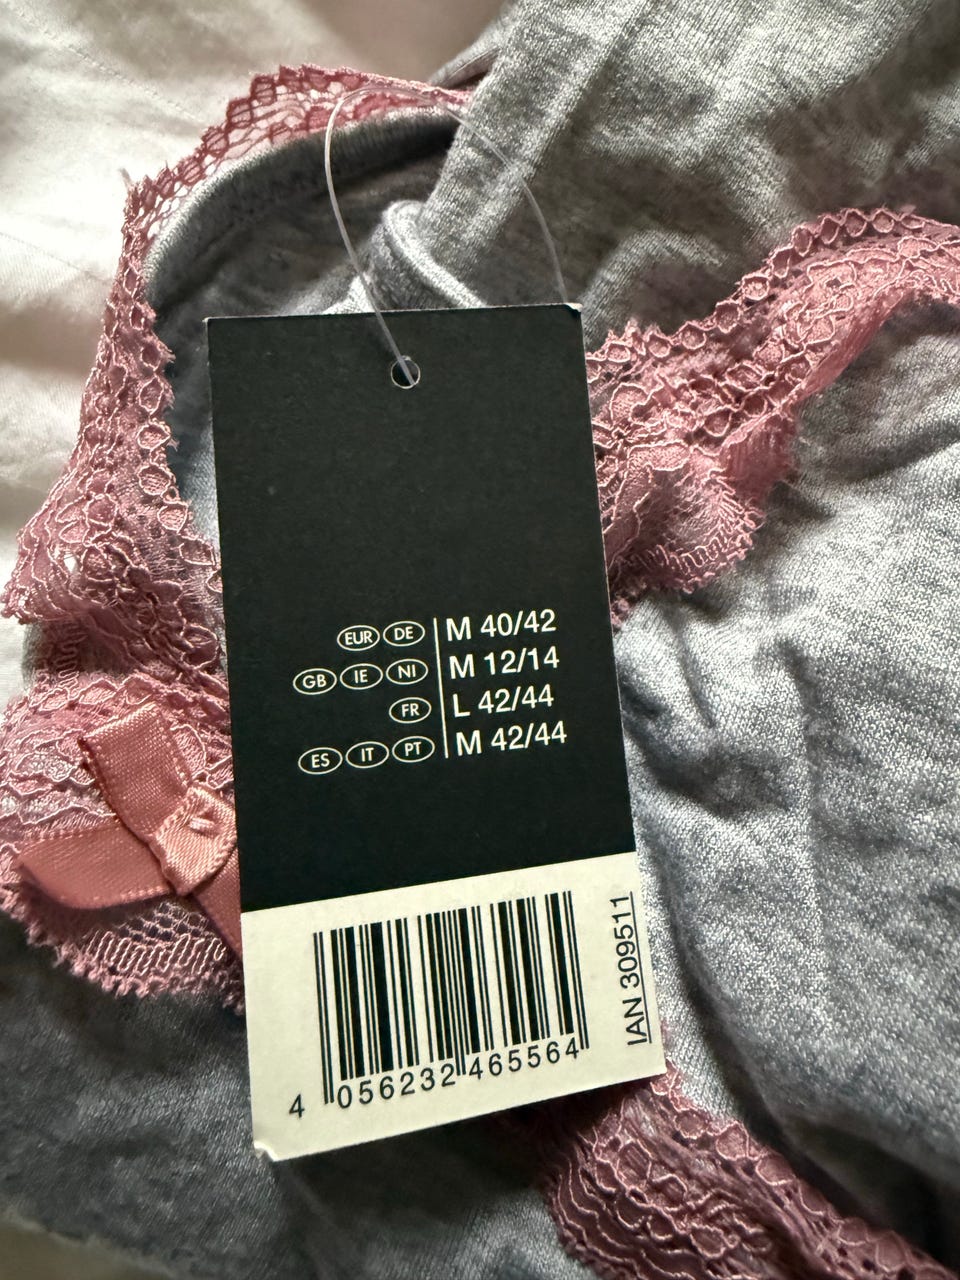 EUR DE M 40/42
GB IE NI M 12/14
FR L 42/44
ES IT PT M 42/44
4 056232 465564
IAN 309511